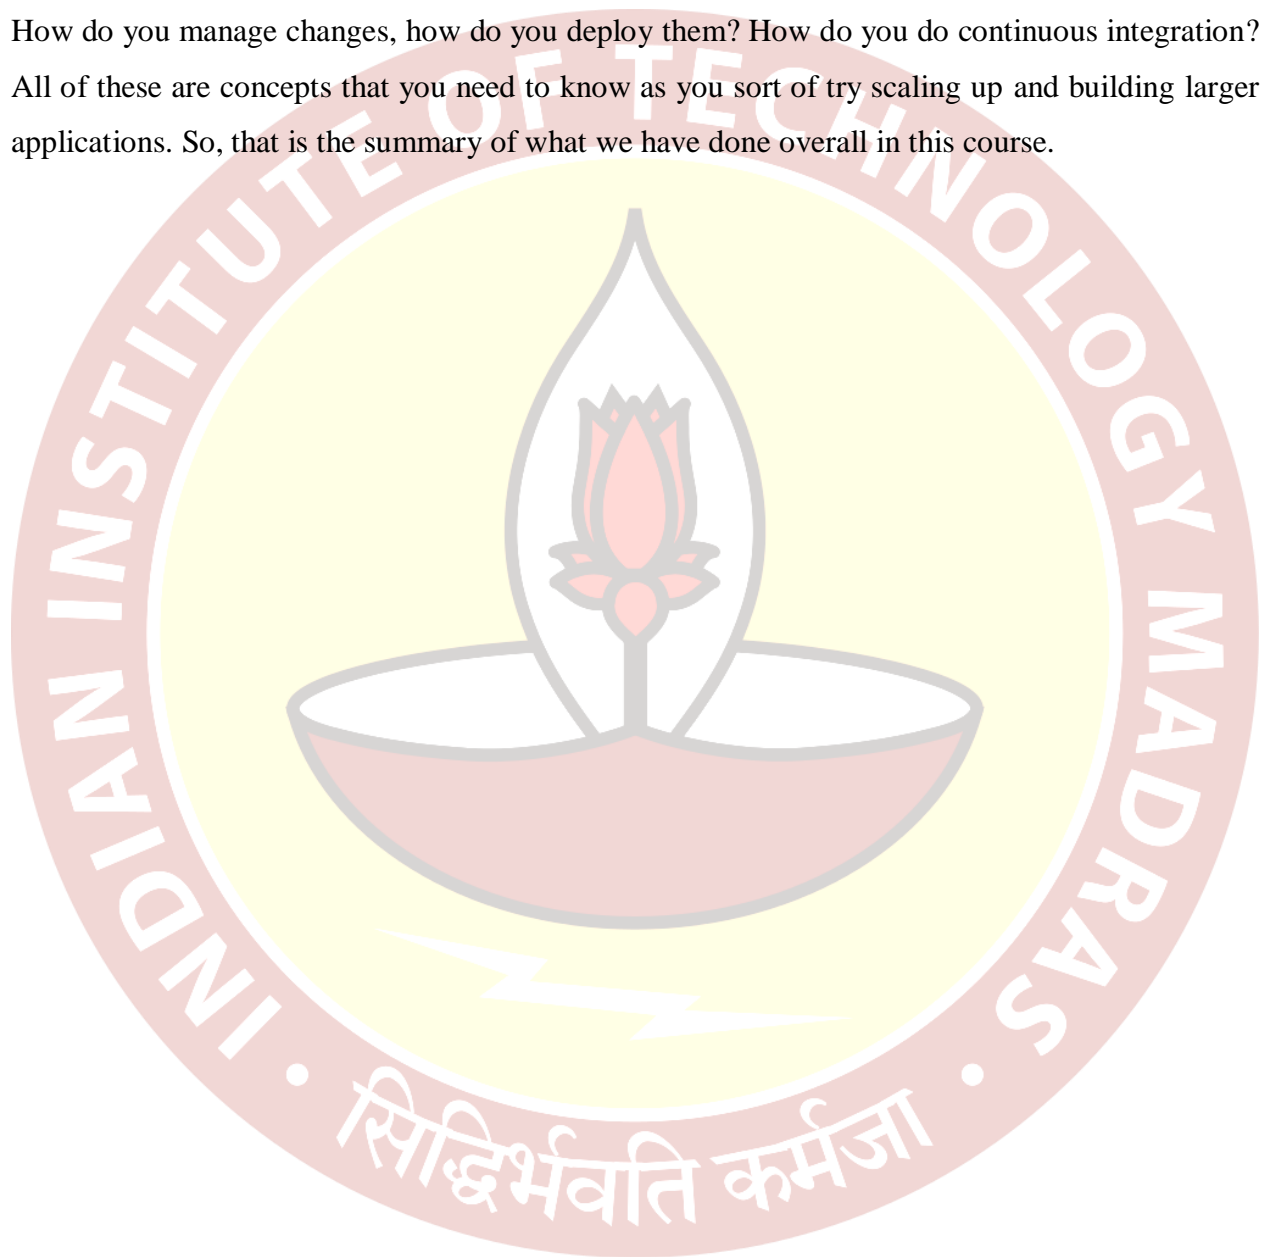 How do you manage changes, how do you deploy them? How do you do continuous integration?
All of these are concepts that you need to know as you sort of try scaling up and building larger
applications. So, that is the summary of what we have done overall in this course.
INDIAN INSTITUTE OF TECHNOLOGY MADRAS
सिद्धिर्भवति कर्मजा